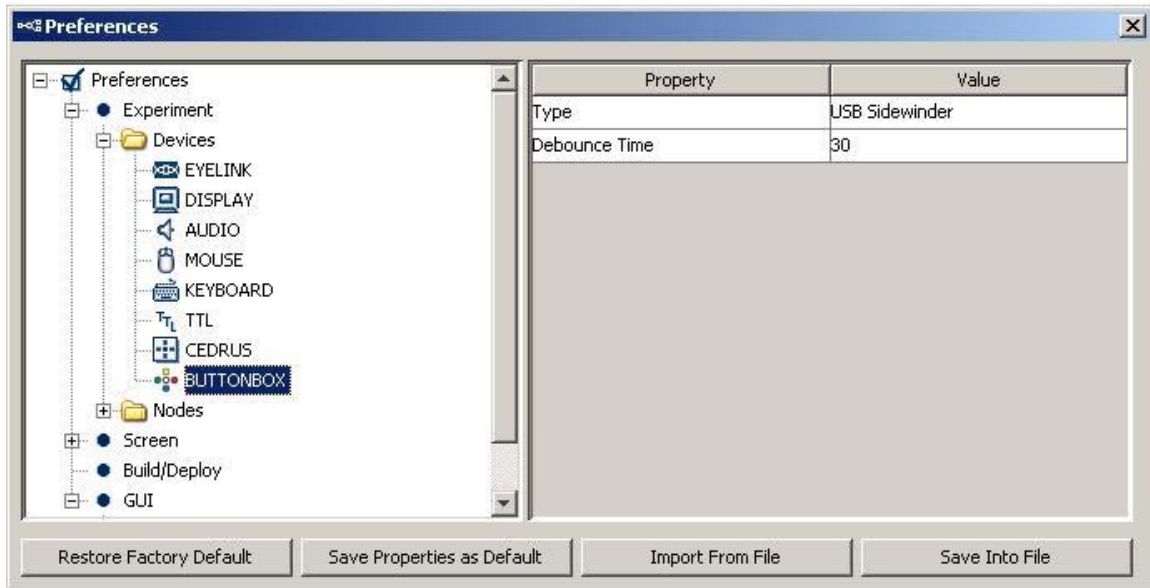 Preferences
Preferences
Experiment
Devices
EYELINK
DISPLAY
AUDIO
MOUSE
KEYBOARD
TTL TTL
CEDRUS
BUTTONBOX
Nodes
Screen
Build/Deploy
GUI
Property Value
Type USB Sidewinder
Debounce Time 30
Restore Factory Default Save Properties as Default Import From File Save Into File